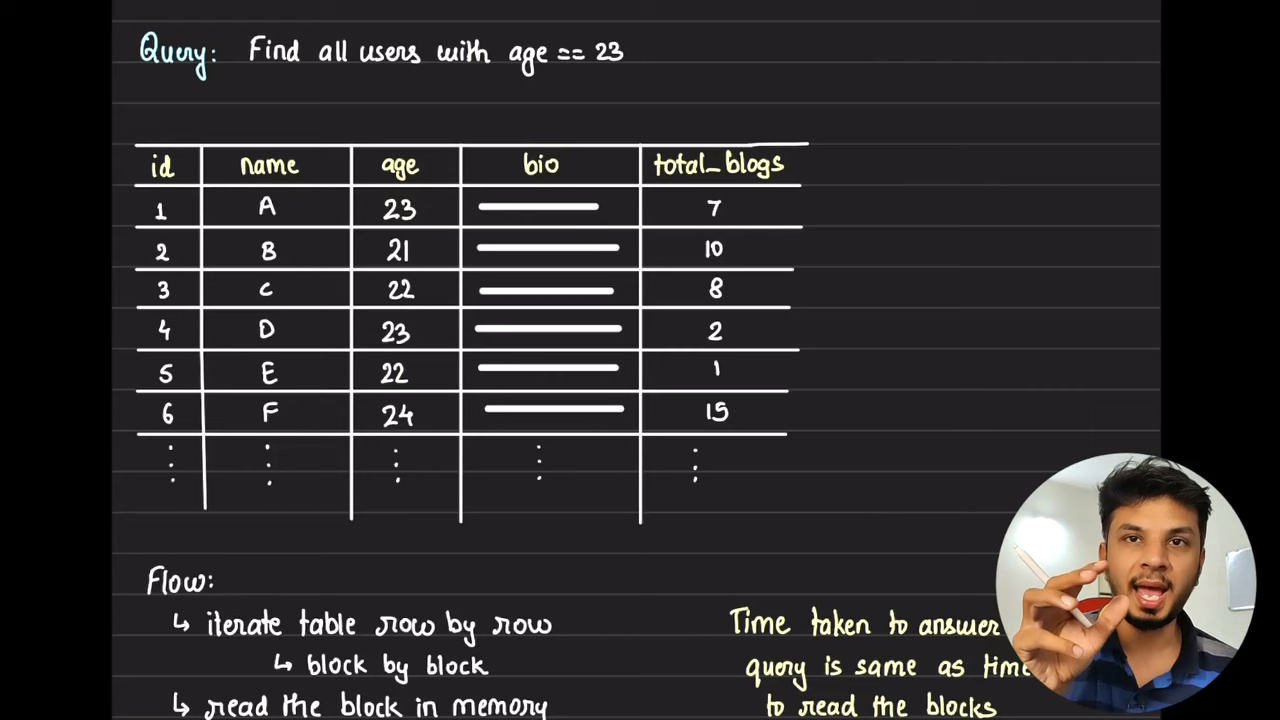 Query: Find all users with age == 23
id name age bio total_blogs
1 A 23 7
2 B 21 10
3 C 22 8
4 D 23 2
5 E 22 1
6 F 24 15
Flow:
↳ iterate table row by row
↳ block by block
↳ read the block in memory
Time taken to answer
query is same as time
to read the blocks